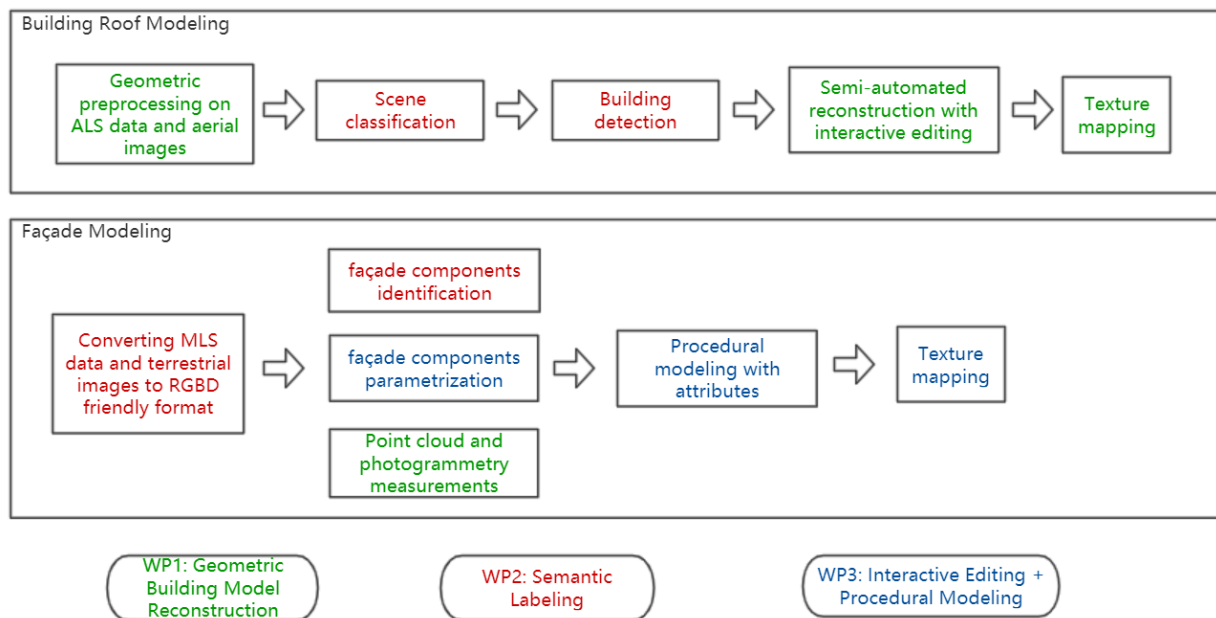 Building Roof Modeling
Geometric
preprocessing on
ALS data and aerial
images
Scene
classification
Building
detection
Semi-automated
reconstruction with
interactive editing
Texture
mapping
Façade Modeling
Converting MLS
data and terrestrial
images to RGBD
friendly format
façade components
identification
façade components
parametrization
Point cloud and
photogrammetry
measurements
Procedural
modeling with
attributes
Texture
mapping
WP1: Geometric
Building Model
Reconstruction
WP2: Semantic
Labeling
WP3: Interactive Editing +
Procedural Modeling